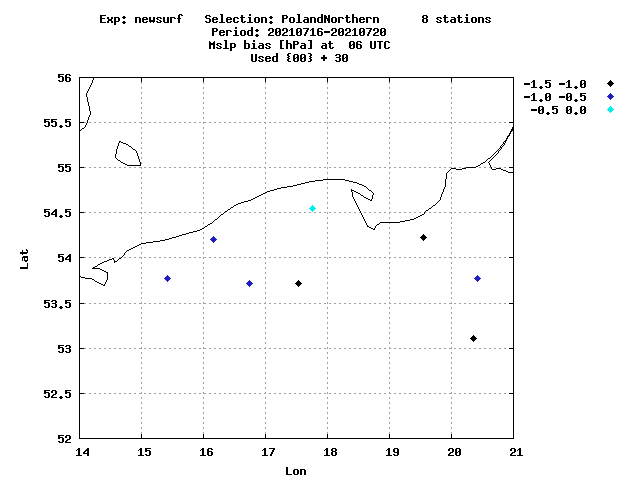 Exp: newsurf Selection: PolandNorthern 8 stations
Period: 20210716-20210720
Mslp bias [hPa] at 06 UTC
Used {00} + 30
-1.5 -1.0
-1.0 -0.5
-0.5 0.0
56
55.5
55
54.5
54
53.5
53
52.5
52
Lat
14 15 16 17 18 19 20 21
Lon